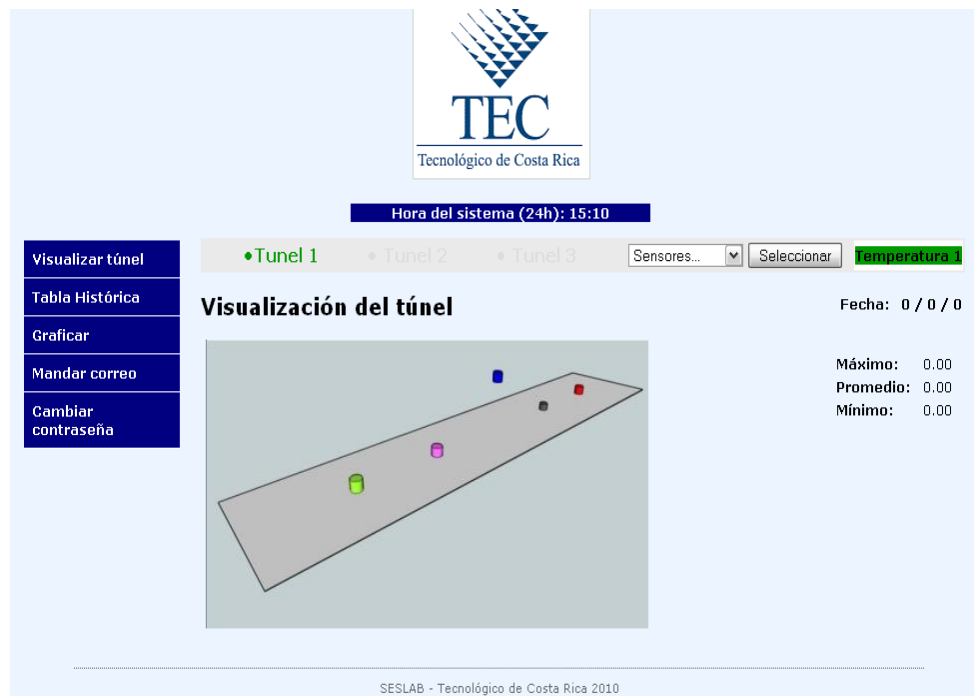 TEC
Tecnológico de Costa Rica
Hora del sistema (24h): 15:10
Visualizar túnel
Tabla Histórica
Graficar
Mandar correo
Cambiar
contraseña
•Tunel 1 • Tunel 2 • Tunel 3 Sensores... Seleccionar Temperatura 1
Visualización del túnel
Fecha: 0 / 0 / 0
Máximo: 0.00
Promedio: 0.00
Mínimo: 0.00
SESLAB - Tecnológico de Costa Rica 2010